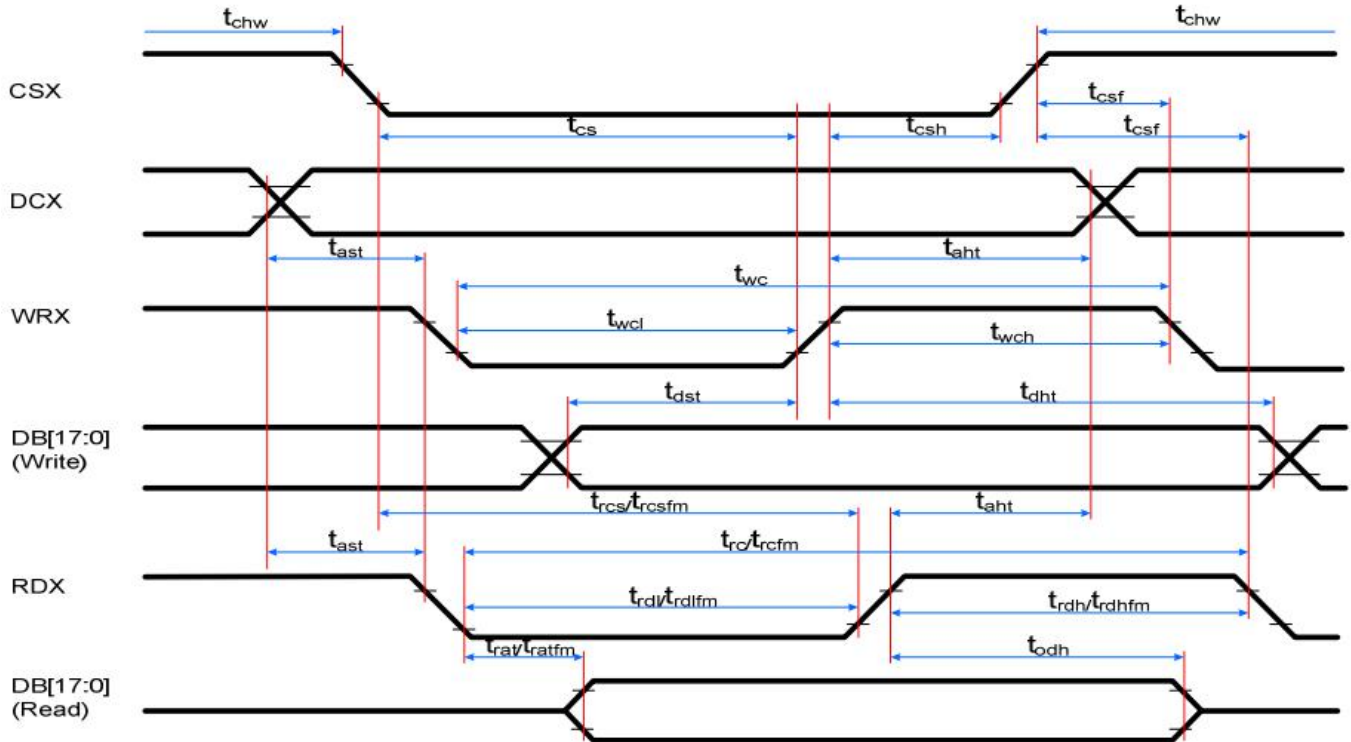 tchw
tchw
CSX
tcsf
tcs
tcsh
tcsf
DCX
tast
taht
twc
WRX
twcl
twch
tdst
tdht
DB[17:0]
(Write)
trcs/trcsfm
taht
tast
trc/trcfm
RDX
trdl/trdlfm
trdh/trdhfm
trat/tratfm
todh
DB[17:0]
(Read)